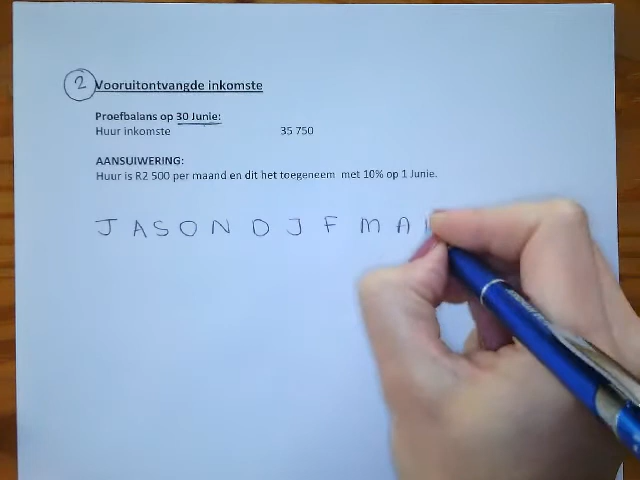 2 Vooruitontvangde inkomste
Proefbalans op 30 Junie:
Huur inkomste 35 750
AANSUIWERING:
Huur is R2 500 per maand en dit het toegeneem met 10% op 1 Junie.
J A S O N D J F M A